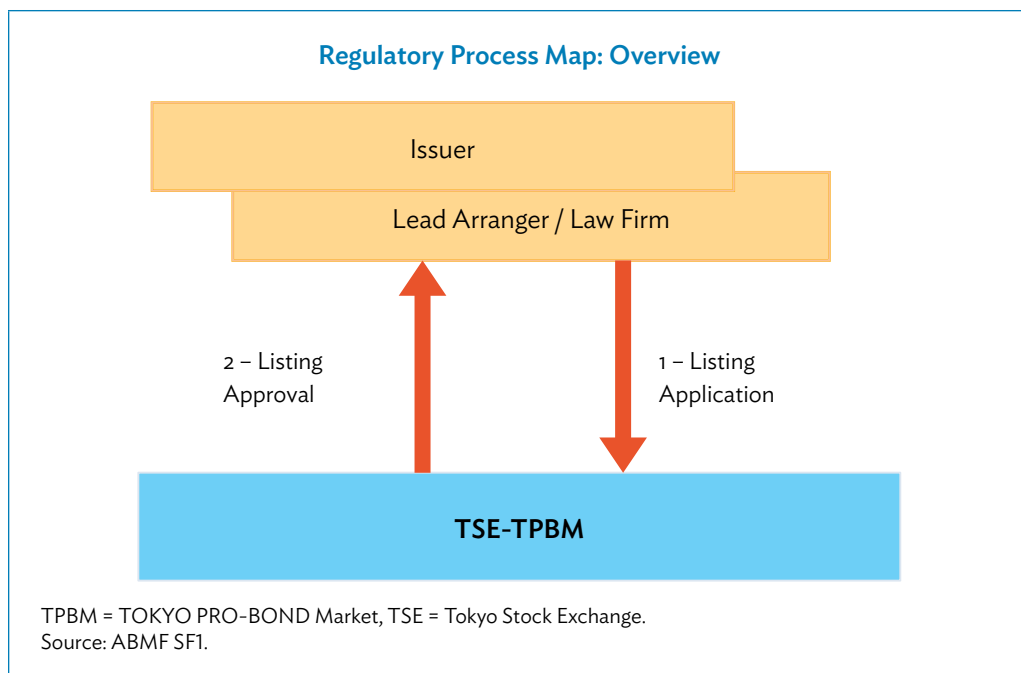 Regulatory Process Map: Overview
Issuer
Lead Arranger / Law Firm
2 – Listing
Approval
1 – Listing
Application
TSE-TPBM
TPBM = TOKYO PRO-BOND Market, TSE = Tokyo Stock Exchange.
Source: ABMF SF1.